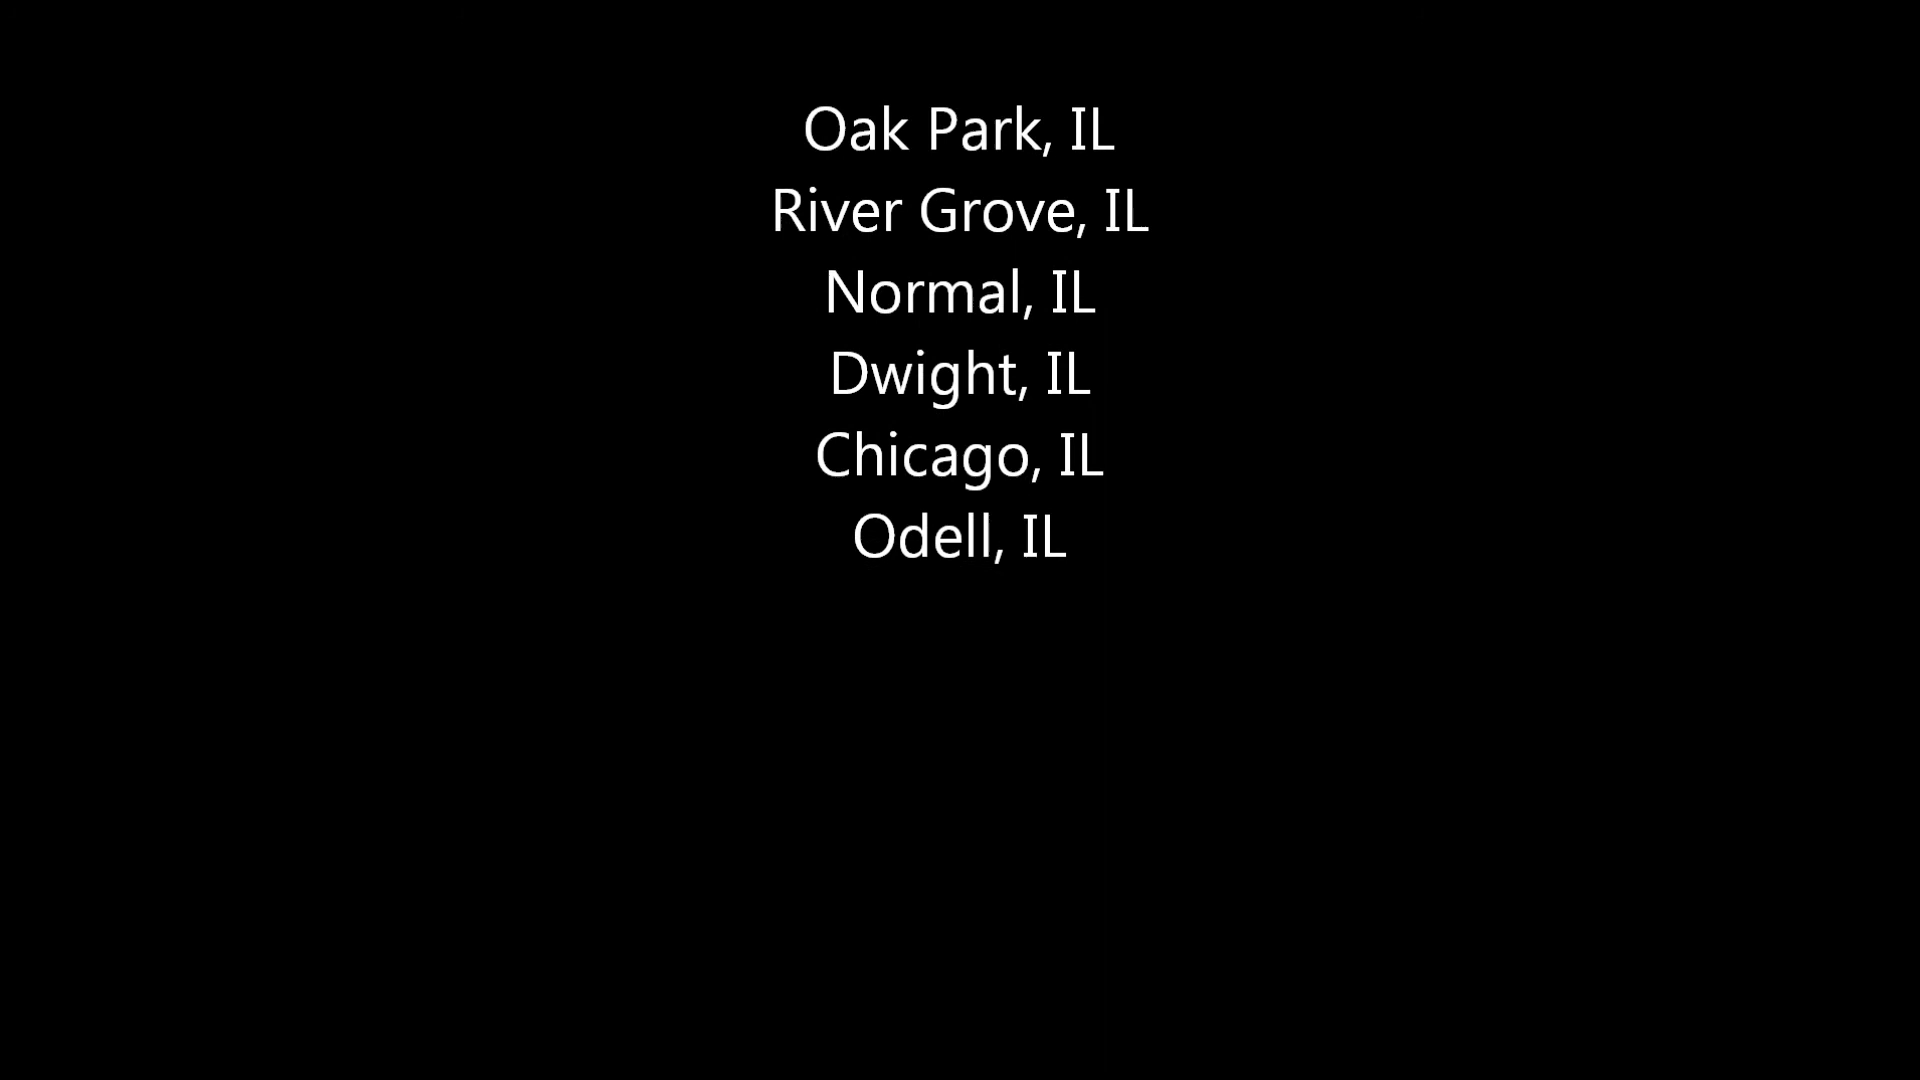 Oak Park, IL
River Grove, IL
Normal, IL
Dwight, IL
Chicago, IL
Odell, IL